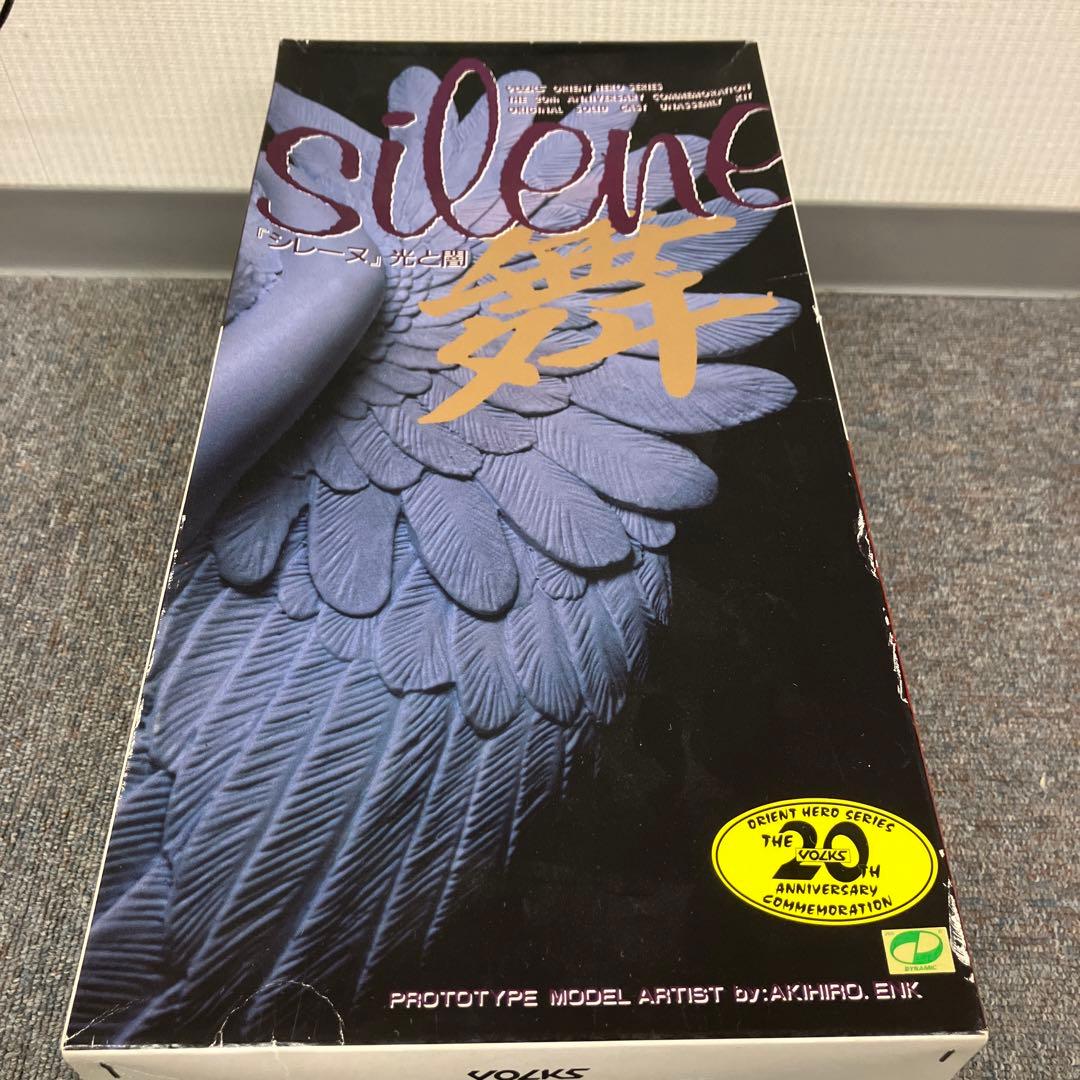 VOLKS ORIENT HERO SERIES
THE 20th ANNIVERSARY COMMEMORATION
ORIGINAL SOLID CAST UNASSEMLY KIT
silene
『シレーヌ』光と闇
舞
ORIENT HERO SERIES
THE 20TH
VOLKS
ANNIVERSARY
COMMEMORATION
DYNAMIC
PROTOTYPE MODEL ARTIST by:AKIHIRO. ENK
VOLKS